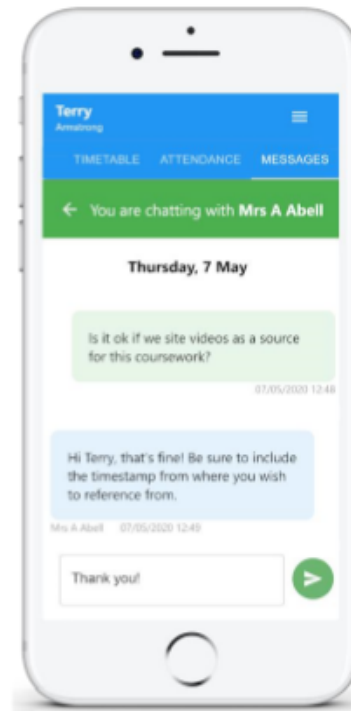 Terry
Armstrong
TIMETABLE ATTENDANCE MESSAGES
You are chatting with Mrs A Abell
Thursday, 7 May
Is it ok if we site videos as a source
for this coursework?
07/05/2020 12:48
Hi Terry, that's fine! Be sure to include
the timestamp from where you wish
to reference from.
Mrs A Abell 07/05/2020 12:49
Thank you!